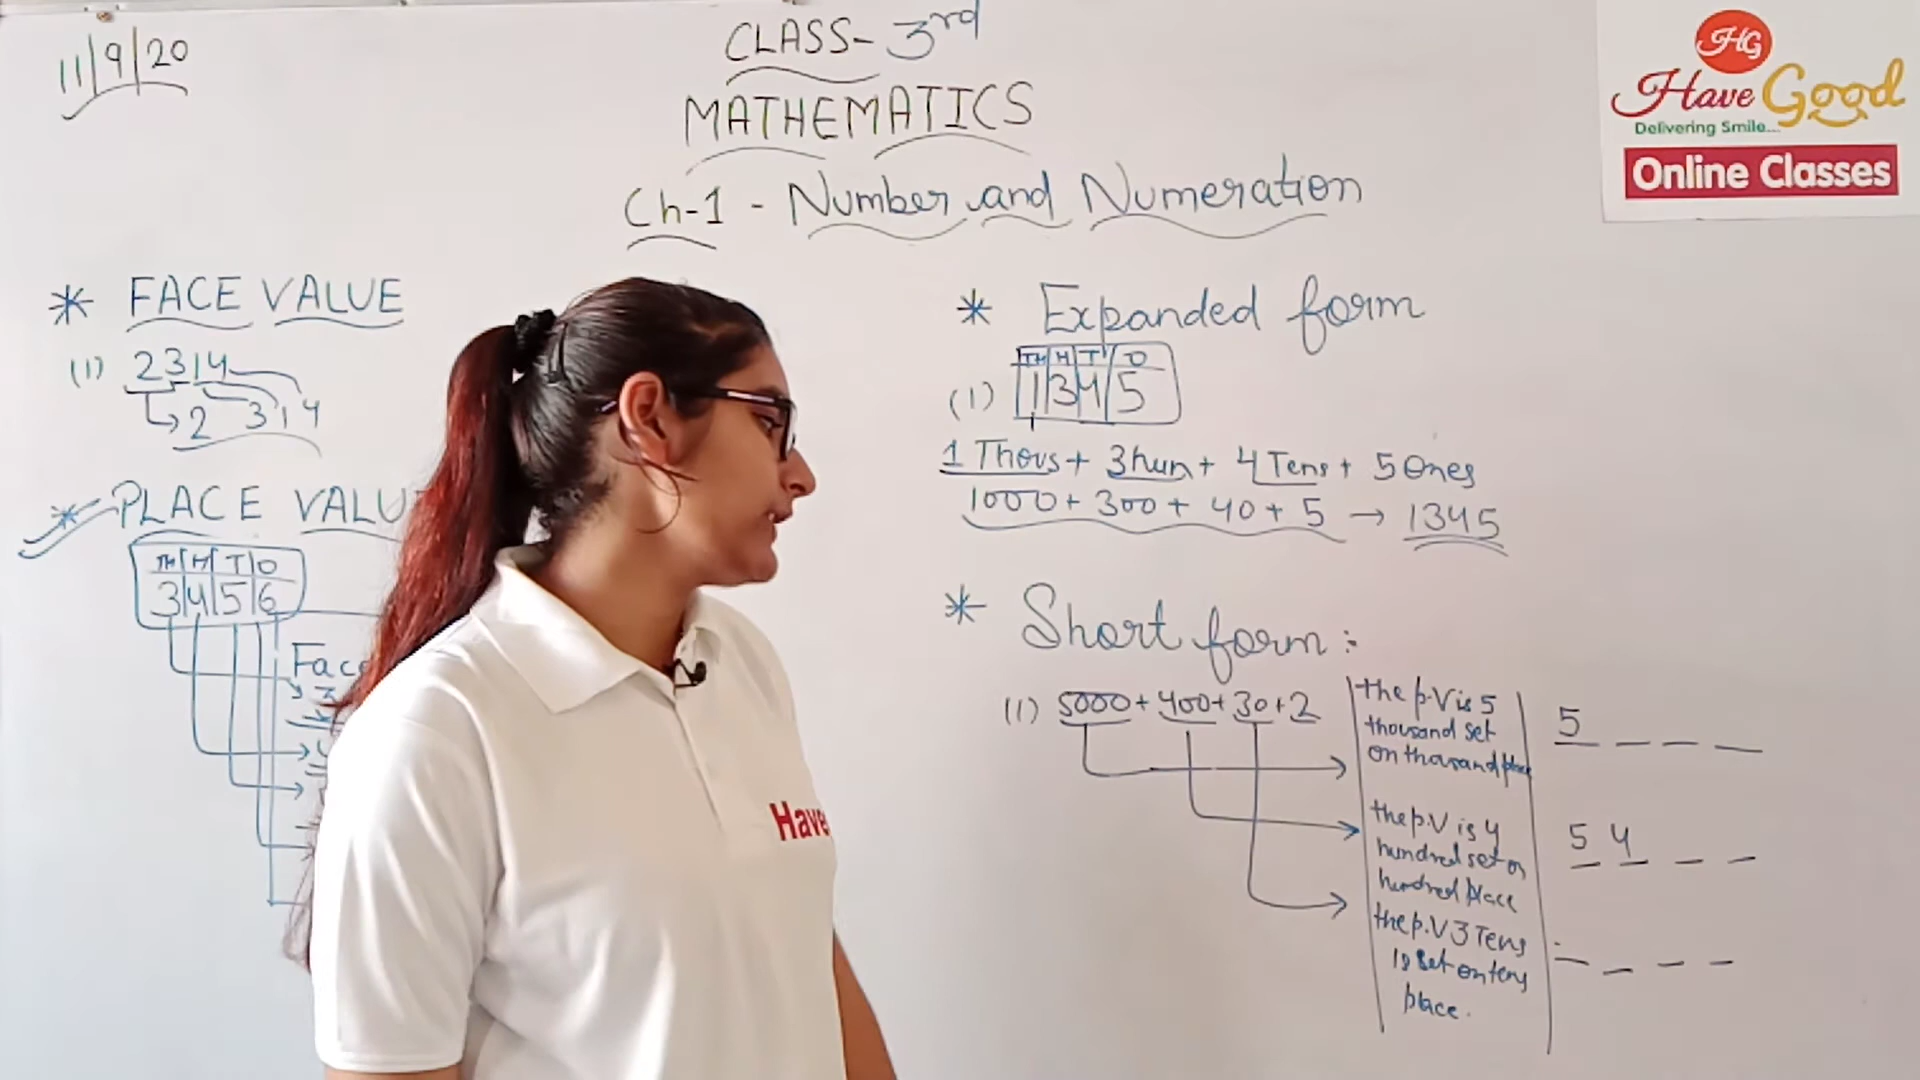 11/9/20
CLASS- 3rd
MATHEMATICS
Ch-1 - Number and Numeration
HG
Have Good
Delivering Smile...
Online Classes
* FACE VALUE
(1) 2314
2 3 1 4
* PLACE VALU
TH H T O
3 4 5 6
Face
3
* Expanded form
TH H T O
(1) 1 3 4 5
1 Thous + 3 hun + 4 Tens + 5 Ones
1000 + 300 + 40 + 5 → 1345
* Short form :
(1) 5000 + 400 + 30 + 2
the p.V is 5
thousand set
on thousand place
5 _ _ _
the p.V is 4
hundred set on
hundred place
5 4 _ _
the p.V 3 Tens
is set on tens
place.
_ _ _ _
Have